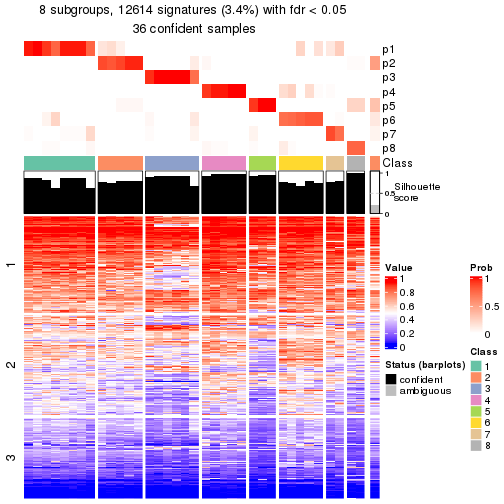 8 subgroups, 12614 signatures (3.4%) with fdr < 0.05
36 confident samples
p1
p2
p3
p4
p5
p6
p7
p8
Class
1
0.5
0
Silhouette
score
1
2
3
Value
1
0.8
0.6
0.4
0.2
0
Status (barplots)
confident
ambiguous
Prob
1
0.5
0
Class
1
2
3
4
5
6
7
8